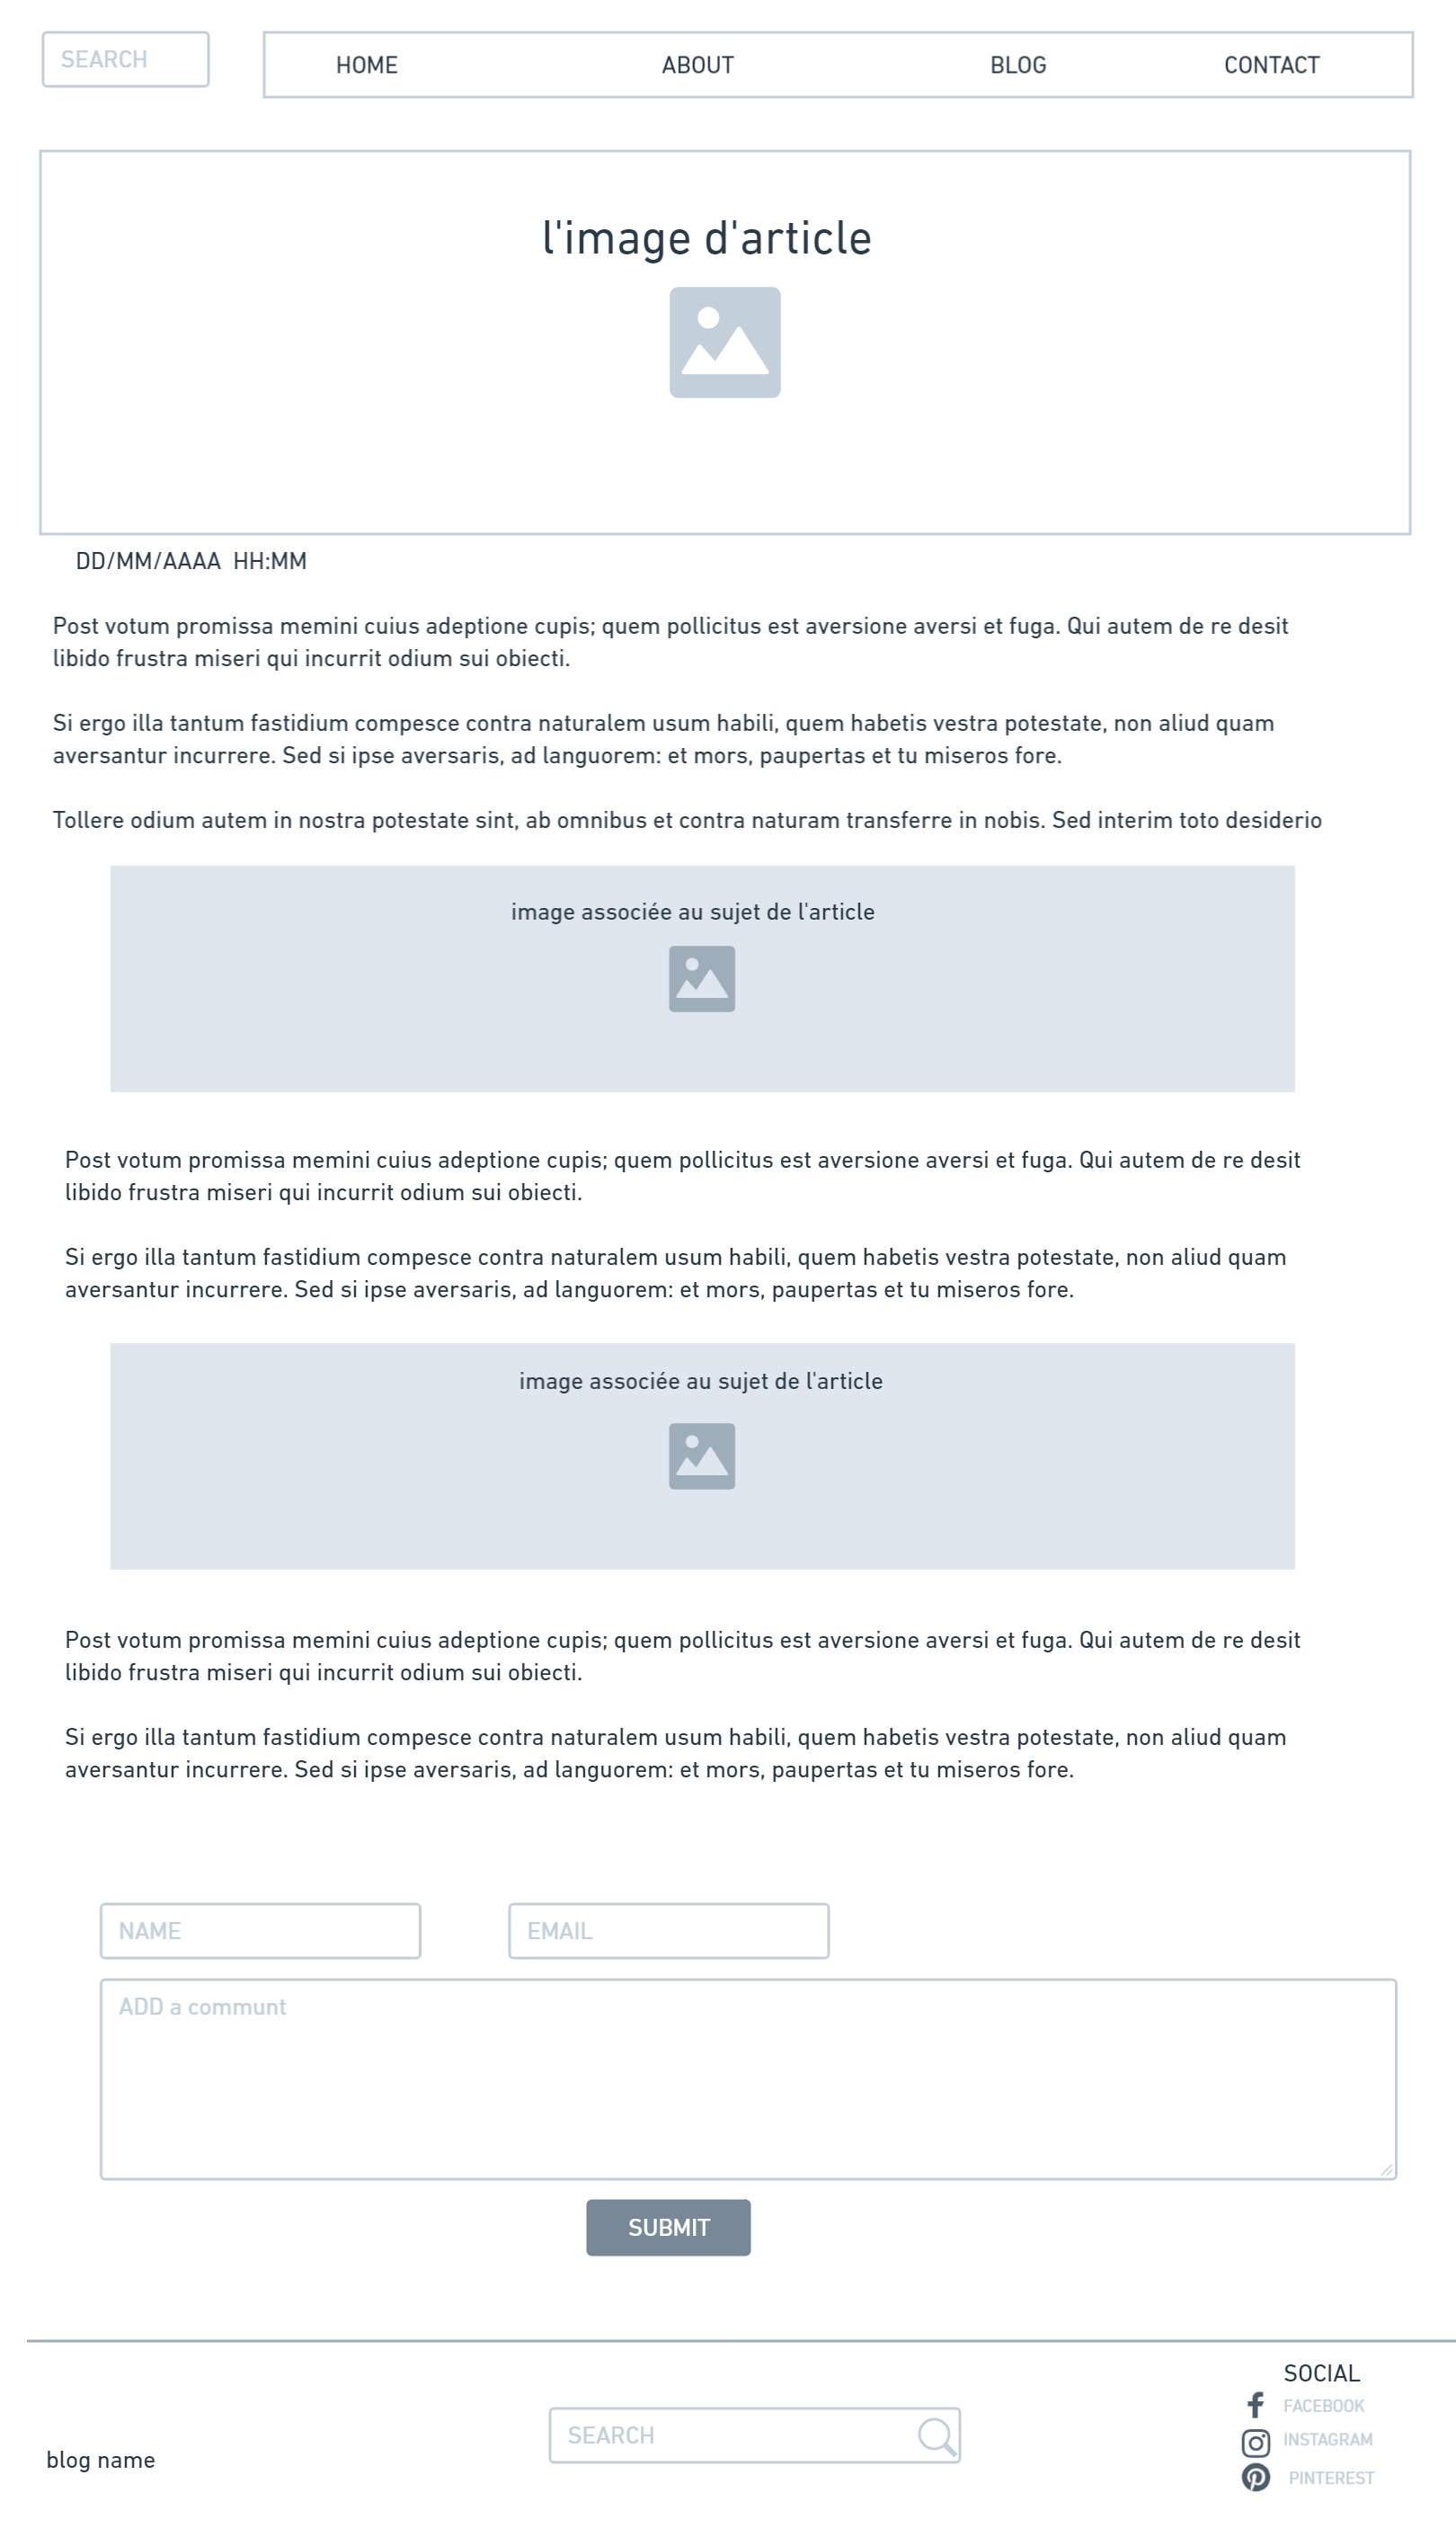 SEARCH
HOME ABOUT BLOG CONTACT
l'image d'article
DD/MM/AAAA HH:MM
Post votum promissa memini cuius adeptione cupis; quem pollicitus est aversione aversi et fuga. Qui autem de re desit
libido frustra miseri qui incurrit odium sui obiecti.
Si ergo illa tantum fastidium compesce contra naturalem usum habili, quem habetis vestra potestate, non aliud quam
aversantur incurrere. Sed si ipse aversaris, ad languorem: et mors, paupertas et tu miseros fore.
Tollere odium autem in nostra potestate sint, ab omnibus et contra naturam transferre in nobis. Sed interim toto desiderio
image associée au sujet de l'article
Post votum promissa memini cuius adeptione cupis; quem pollicitus est aversione aversi et fuga. Qui autem de re desit
libido frustra miseri qui incurrit odium sui obiecti.
Si ergo illa tantum fastidium compesce contra naturalem usum habili, quem habetis vestra potestate, non aliud quam
aversantur incurrere. Sed si ipse aversaris, ad languorem: et mors, paupertas et tu miseros fore.
image associée au sujet de l'article
Post votum promissa memini cuius adeptione cupis; quem pollicitus est aversione aversi et fuga. Qui autem de re desit
libido frustra miseri qui incurrit odium sui obiecti.
Si ergo illa tantum fastidium compesce contra naturalem usum habili, quem habetis vestra potestate, non aliud quam
aversantur incurrere. Sed si ipse aversaris, ad languorem: et mors, paupertas et tu miseros fore.
NAME EMAIL
ADD a communt
SUBMIT
blog name
SEARCH
SOCIAL
FACEBOOK
INSTAGRAM
PINTEREST